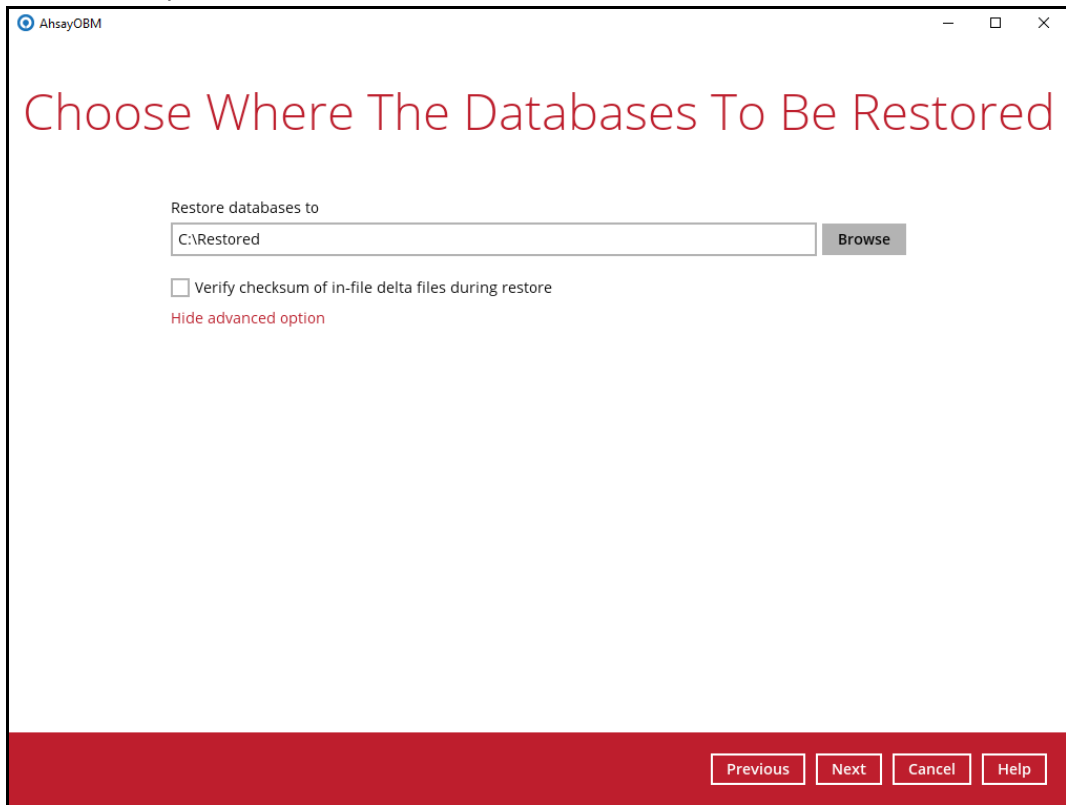 AhsayOBM
Choose Where The Databases To Be Restored
Restore databases to
C:\Restored
Browse
Verify checksum of in-file delta files during restore
Hide advanced option
Previous
Next
Cancel
Help